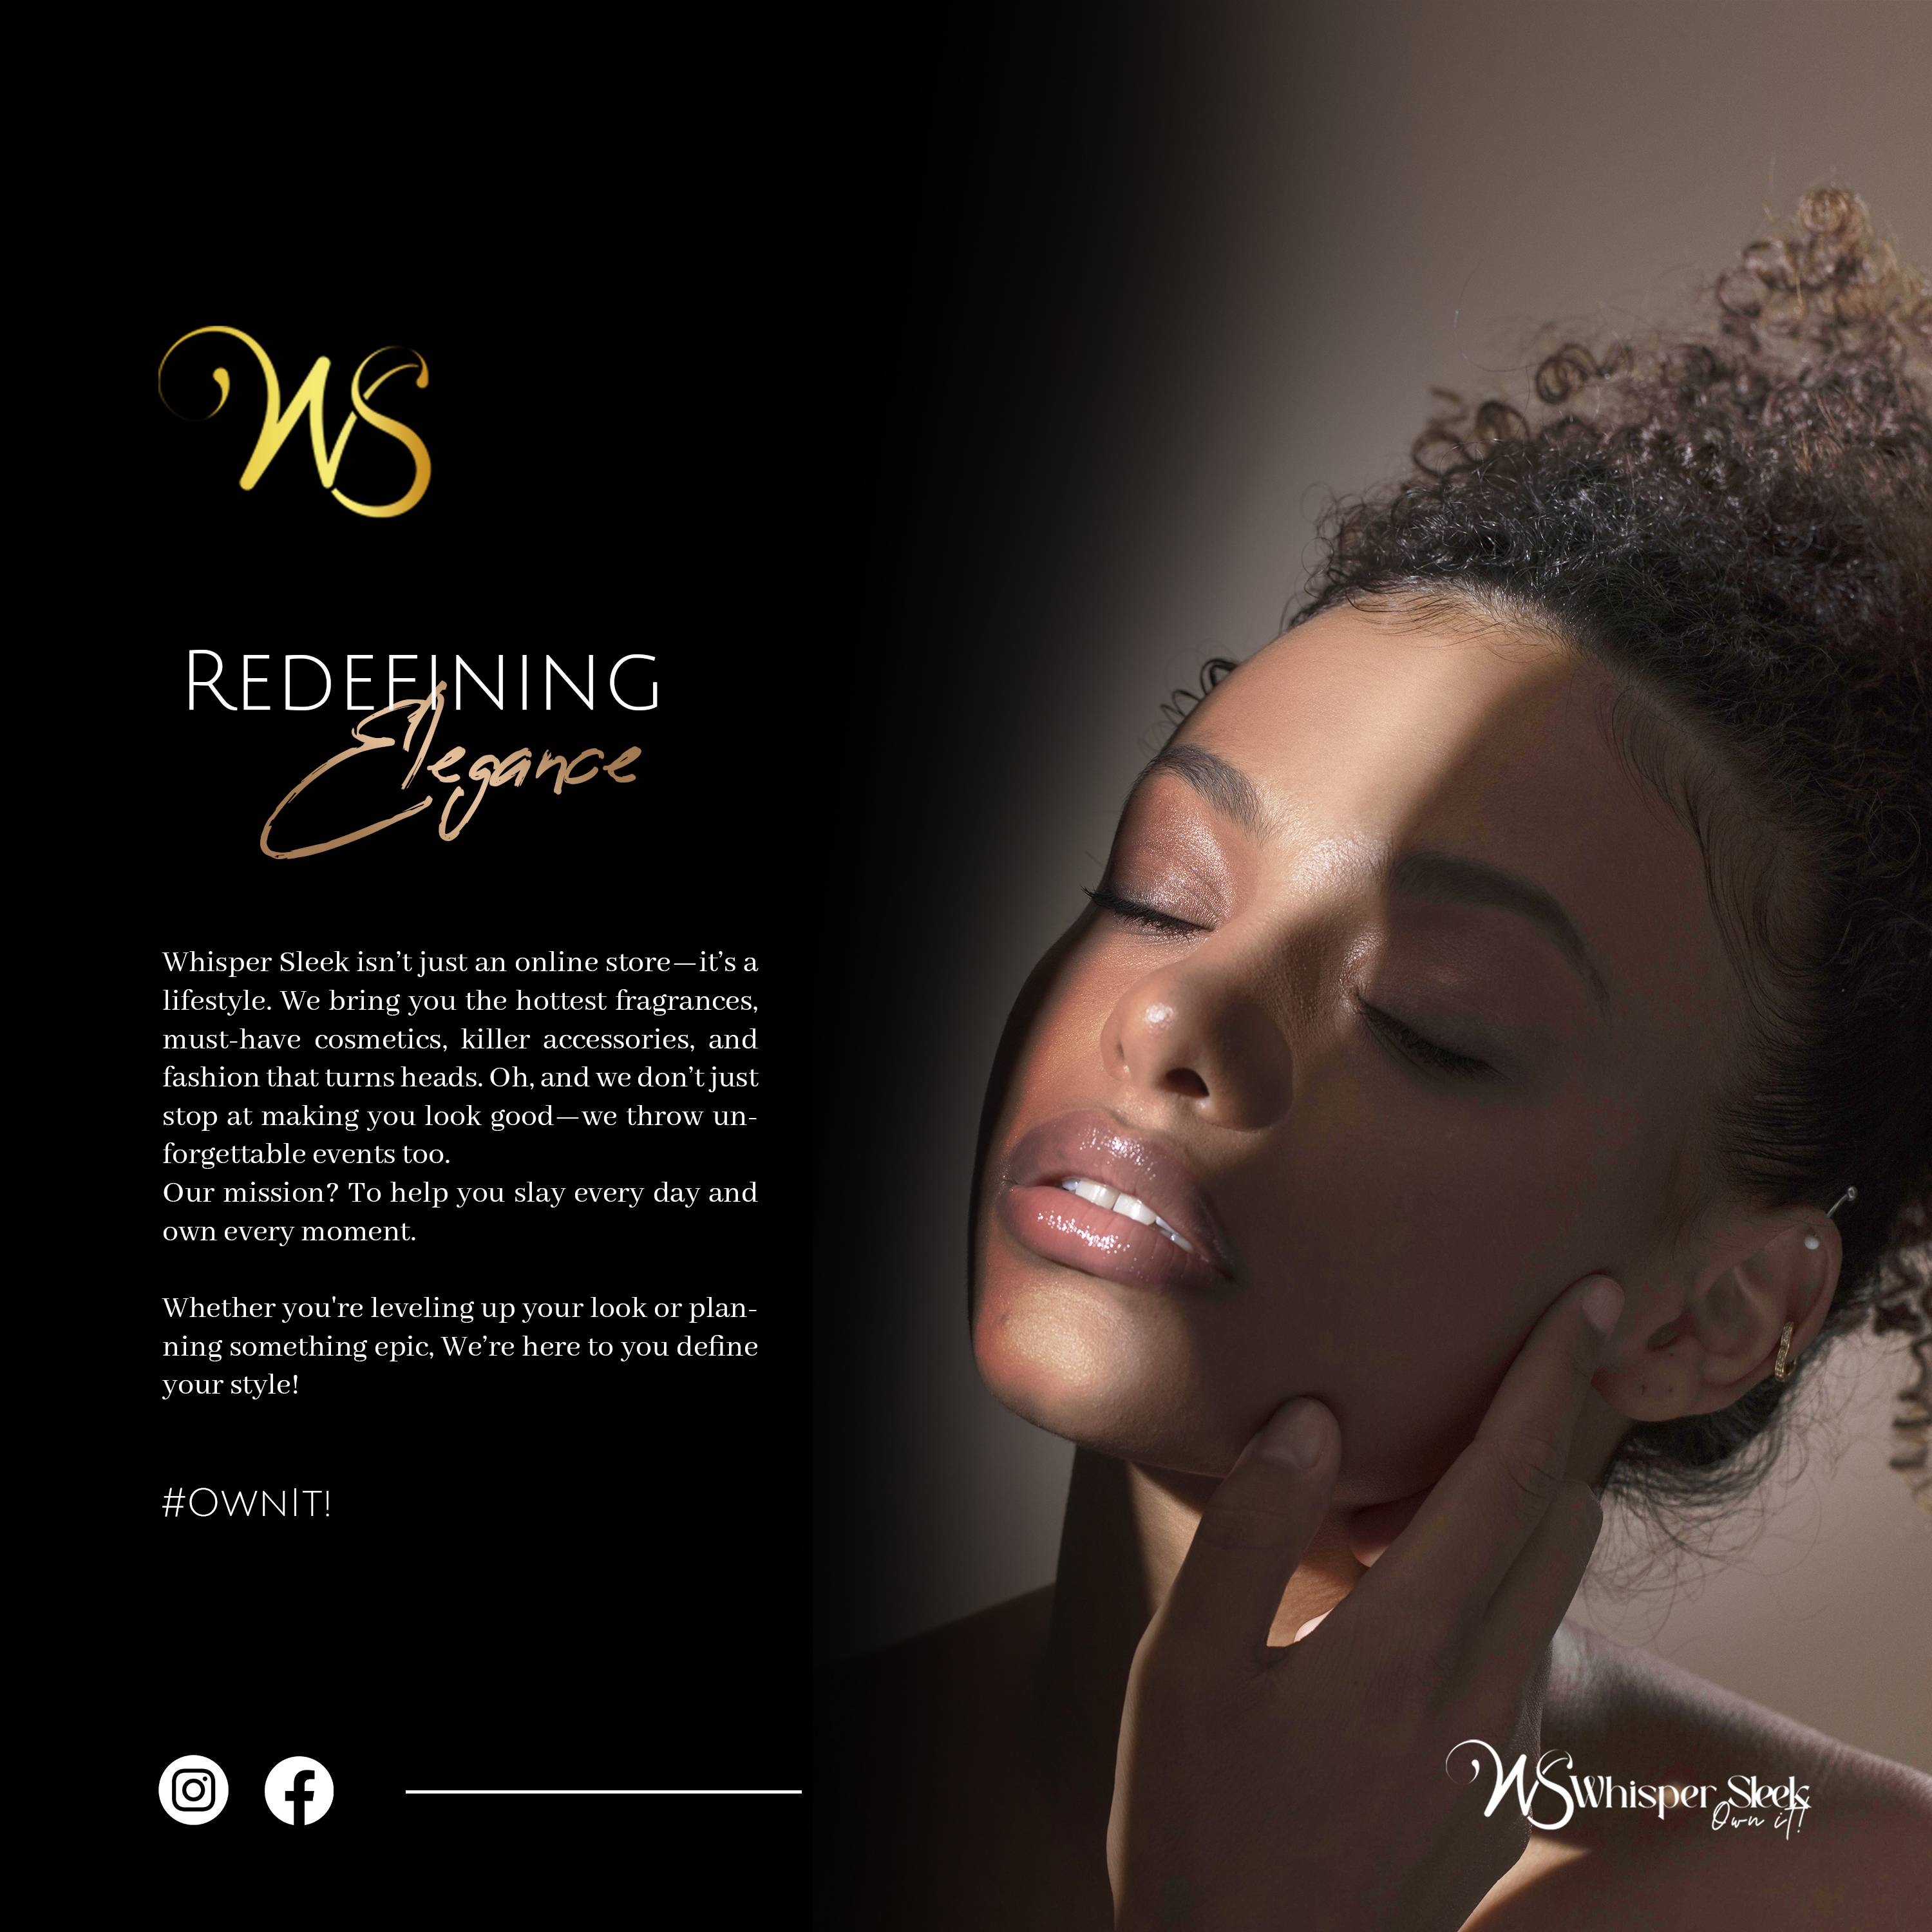 WS
REDEFINING
Elegance
Whisper Sleek isn’t just an online store—it’s a
lifestyle. We bring you the hottest fragrances,
must-have cosmetics, killer accessories, and
fashion that turns heads. Oh, and we don’t just
stop at making you look good—we throw un-
forgettable events too.
Our mission? To help you slay every day and
own every moment.
Whether you're leveling up your look or plan-
ning something epic, We’re here to you define
your style!
#OWNIT!
WS Whisper Sleek
Own it!